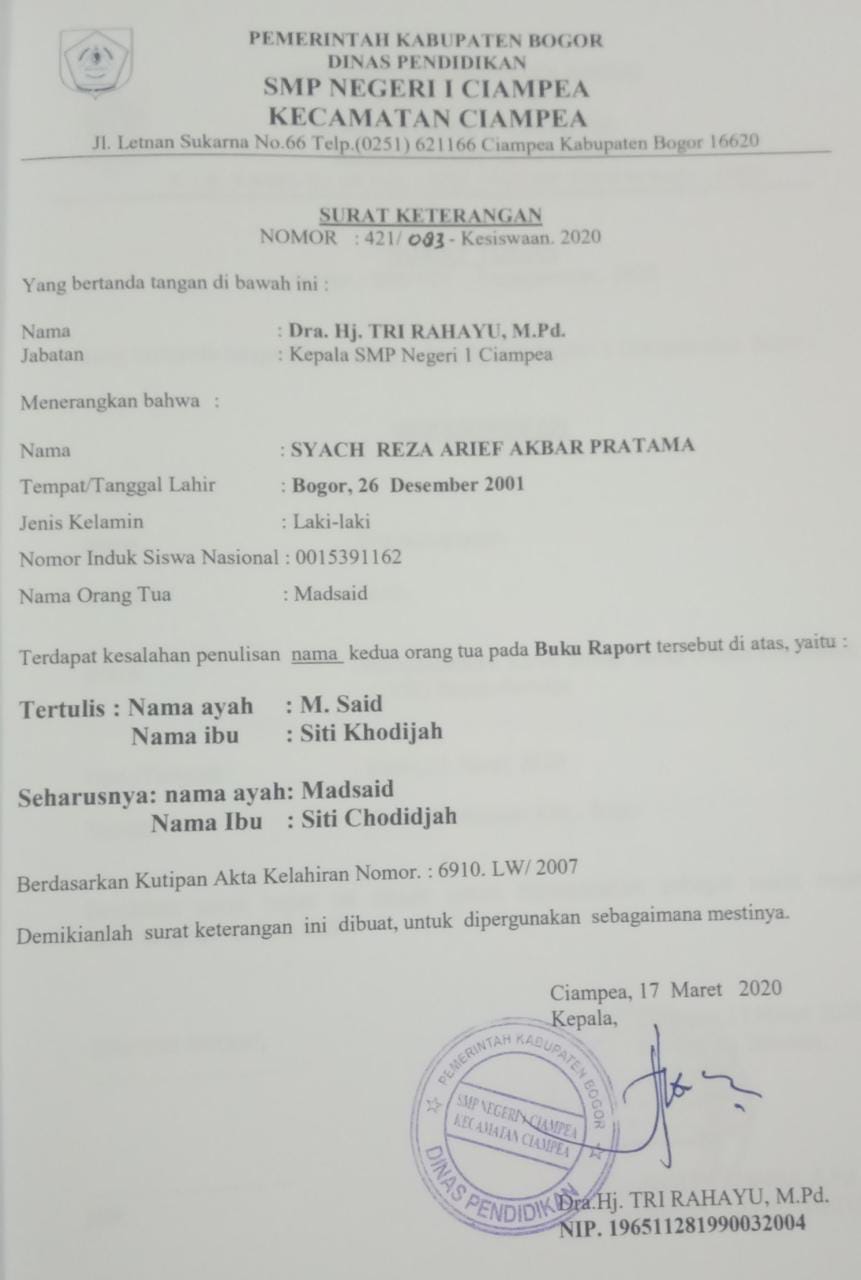 PEMERINTAH KABUPATEN BOGOR
DINAS PENDIDIKAN
SMP NEGERI I CIAMPEA
KECAMATAN CIAMPEA
Jl. Letnan Sukarna No.66 Telp.(0251) 621166 Ciampea Kabupaten Bogor 16620
SURAT KETERANGAN
NOMOR : 421/ 083 - Kesiswaan. 2020
Yang bertanda tangan di bawah ini :
Nama : Dra. Hj. TRI RAHAYU, M.Pd.
Jabatan : Kepala SMP Negeri 1 Ciampea
Menerangkan bahwa :
Nama : SYACH REZA ARIEF AKBAR PRATAMA
Tempat/Tanggal Lahir : Bogor, 26 Desember 2001
Jenis Kelamin : Laki-laki
Nomor Induk Siswa Nasional : 0015391162
Nama Orang Tua : Madsaid
Terdapat kesalahan penulisan nama kedua orang tua pada Buku Raport tersebut di atas, yaitu :
Tertulis : Nama ayah : M. Said
Nama ibu : Siti Khodijah
Seharusnya: nama ayah: Madsaid
Nama Ibu : Siti Chodidjah
Berdasarkan Kutipan Akta Kelahiran Nomor. : 6910. LW/ 2007
Demikianlah surat keterangan ini dibuat, untuk dipergunakan sebagaimana mestinya.
Ciampea, 17 Maret 2020
Kepala,
PEMERINTAH KABUPATEN BOGOR
SMP NEGERI 1 CIAMPEA
KECAMATAN CIAMPEA
DINAS PENDIDIKAN
Dra.Hj. TRI RAHAYU, M.Pd.
NIP. 196511281990032004